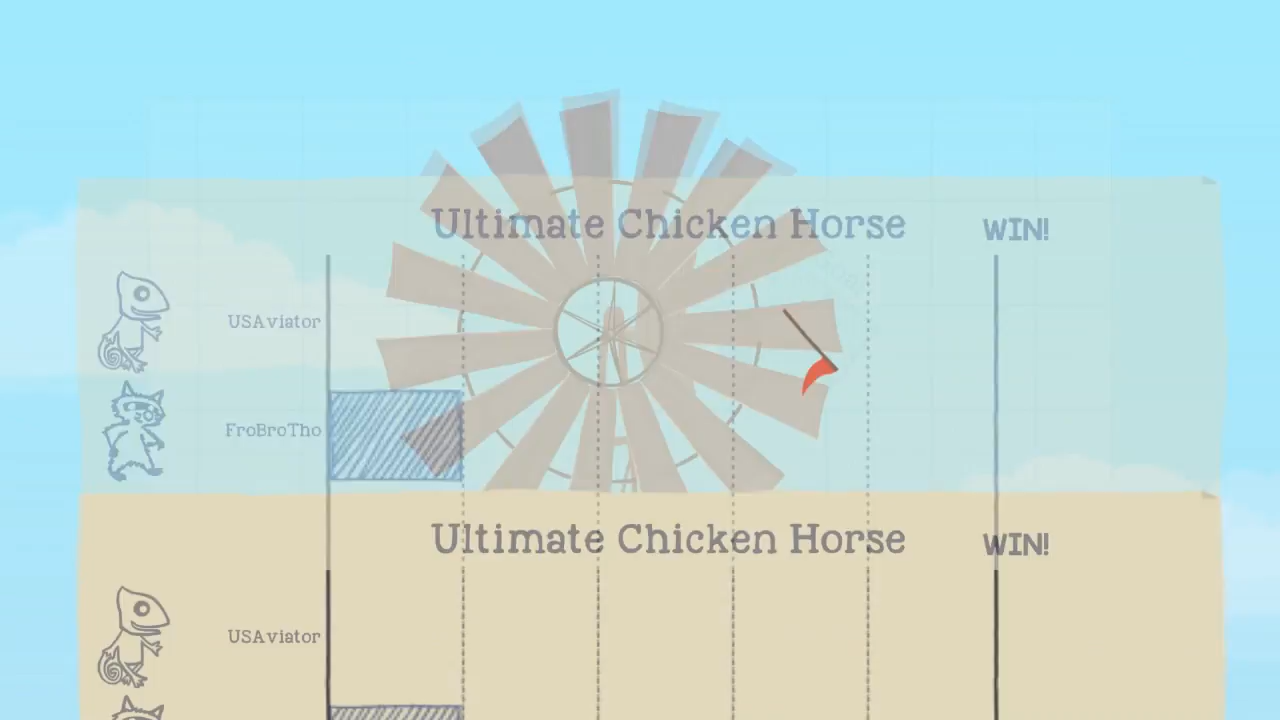 Ultimate Chicken Horse WIN!
USAviator
FroBroTho
Ultimate Chicken Horse WIN!
USAviator